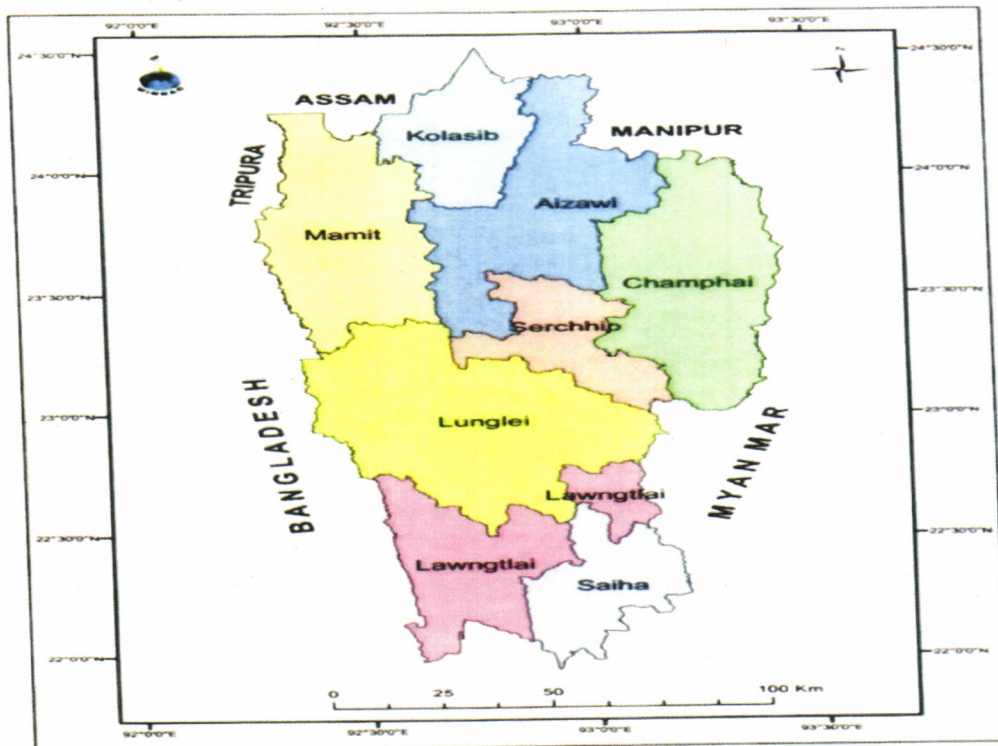 92°0'0"E 92°30'0"E 93°0'0"E 93°30'0"E
24°30'0"N 24°30'0"N
N
ASSAM
Kolasib
MANIPUR
TRIPURA
24°0'0"N 24°0'0"N
Aizawl
Mamit
Champhai
23°30'0"N 23°30'0"N
Serchhip
23°0'0"N 23°0'0"N
BANGLADESH
Lunglei
MYANMAR
Lawngtlai
22°30'0"N 22°30'0"N
Lawngtlai
Saiha
22°0'0"N 22°0'0"N
0 25 50 100 Km
92°0'0"E 92°30'0"E 93°0'0"E 93°30'0"E